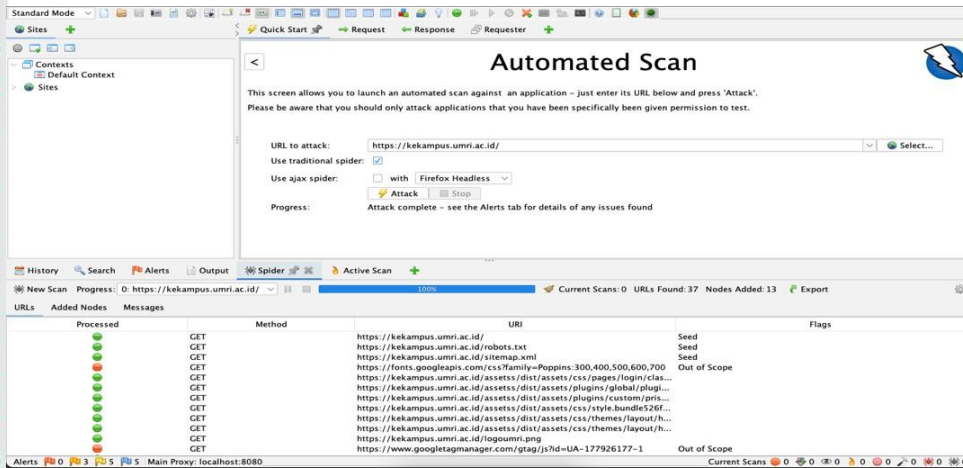 Standard Mode
Sites
Quick Start Request Response Requester
Contexts
Default Context
Sites
<
Automated Scan
This screen allows you to launch an automated scan against an application - just enter its URL below and press 'Attack'.
Please be aware that you should only attack applications that you have been specifically been given permission to test.
URL to attack: https://kekampus.umri.ac.id/ Select...
Use traditional spider:
Use ajax spider: with Firefox Headless
Attack Stop
Progress: Attack complete - see the Alerts tab for details of any issues found
History Search Alerts Output Spider Active Scan
New Scan Progress: 0: https://kekampus.umri.ac.id/ 100% Current Scans: 0 URLs Found: 37 Nodes Added: 13 Export
URLs Added Nodes Messages
Processed Method URI Flags
GET https://kekampus.umri.ac.id/ Seed
GET https://kekampus.umri.ac.id/robots.txt Seed
GET https://kekampus.umri.ac.id/sitemap.xml Seed
GET https://fonts.googleapis.com/css?family=Poppins:300,400,500,600,700 Out of Scope
GET https://kekampus.umri.ac.id/assetss/dist/assets/css/pages/login/clas...
GET https://kekampus.umri.ac.id/assetss/dist/assets/plugins/global/plugi...
GET https://kekampus.umri.ac.id/assetss/dist/assets/plugins/custom/pris...
GET https://kekampus.umri.ac.id/assetss/dist/assets/css/style.bundle526f...
GET https://kekampus.umri.ac.id/assetss/dist/assets/css/themes/layout/h...
GET https://kekampus.umri.ac.id/assetss/dist/assets/css/themes/layout/h...
GET https://kekampus.umri.ac.id/logoumri.png
GET https://www.googletagmanager.com/gtag/js?id=UA-177926177-1 Out of Scope
Alerts 0 3 5 5 Main Proxy: localhost:8080 Current Scans 0 0 0 0 0 0 0